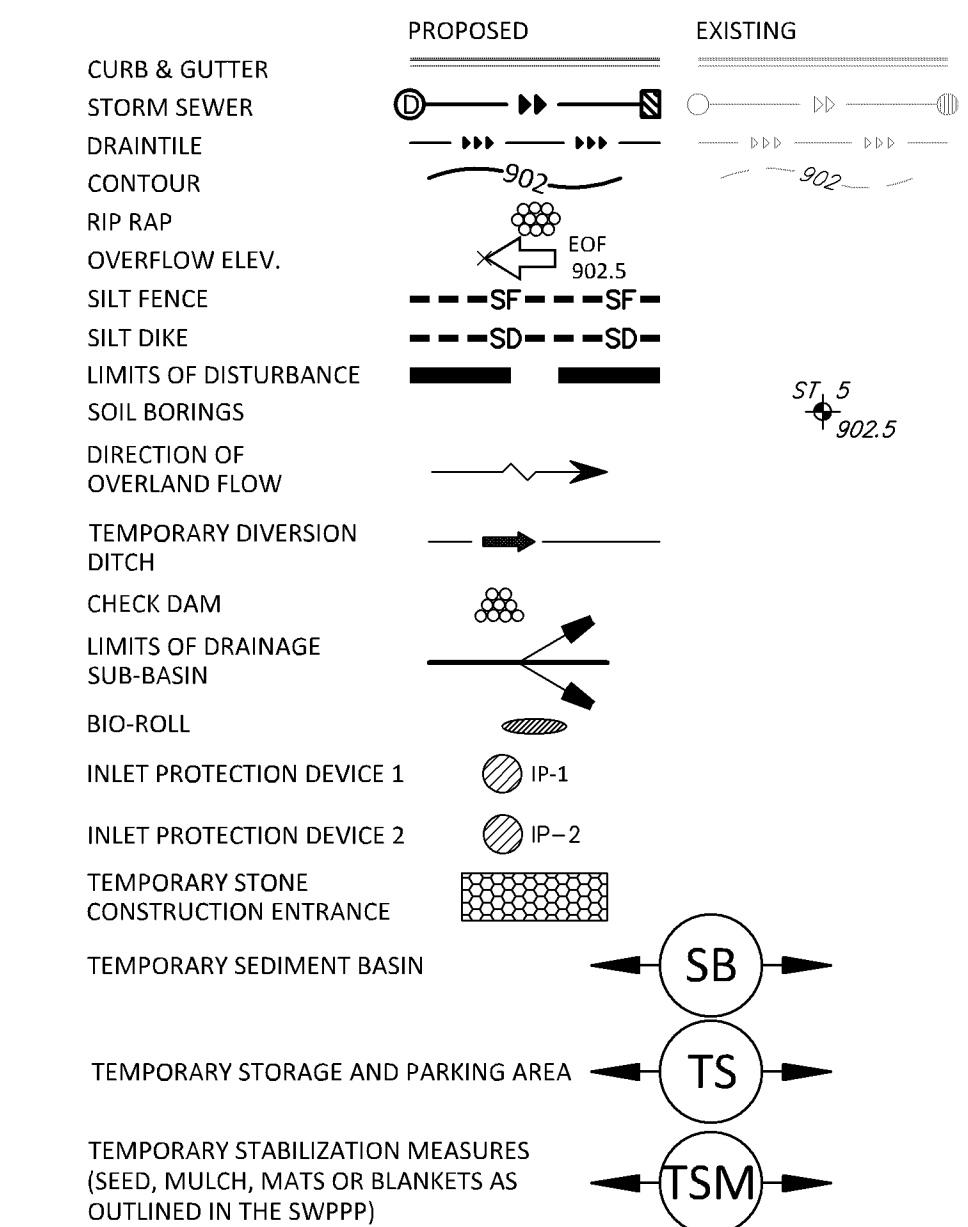 PROPOSED EXISTING
CURB & GUTTER
STORM SEWER D
DRAINTILE
CONTOUR 902 902
RIP RAP
OVERFLOW ELEV. EOF
902.5
SILT FENCE SF SF
SILT DIKE SD SD
LIMITS OF DISTURBANCE
ST 5
SOIL BORINGS
902.5
DIRECTION OF
OVERLAND FLOW
TEMPORARY DIVERSION
DITCH
CHECK DAM
LIMITS OF DRAINAGE
SUB-BASIN
BIO-ROLL
INLET PROTECTION DEVICE 1 IP-1
INLET PROTECTION DEVICE 2 IP-2
TEMPORARY STONE
CONSTRUCTION ENTRANCE
TEMPORARY SEDIMENT BASIN SB
TEMPORARY STORAGE AND PARKING AREA TS
TEMPORARY STABILIZATION MEASURES
(SEED, MULCH, MATS OR BLANKETS AS TSM
OUTLINED IN THE SWPPP)